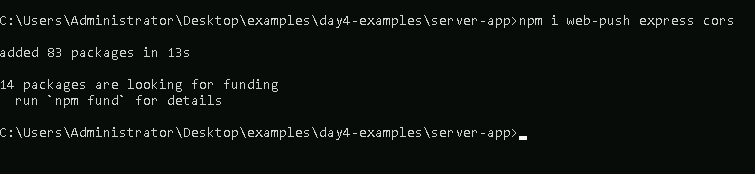 C:\Users\Administrator\Desktop\examples\day4-examples\server-app>npm i web-push express cors
added 83 packages in 13s
14 packages are looking for funding
  run `npm fund` for details
C:\Users\Administrator\Desktop\examples\day4-examples\server-app>